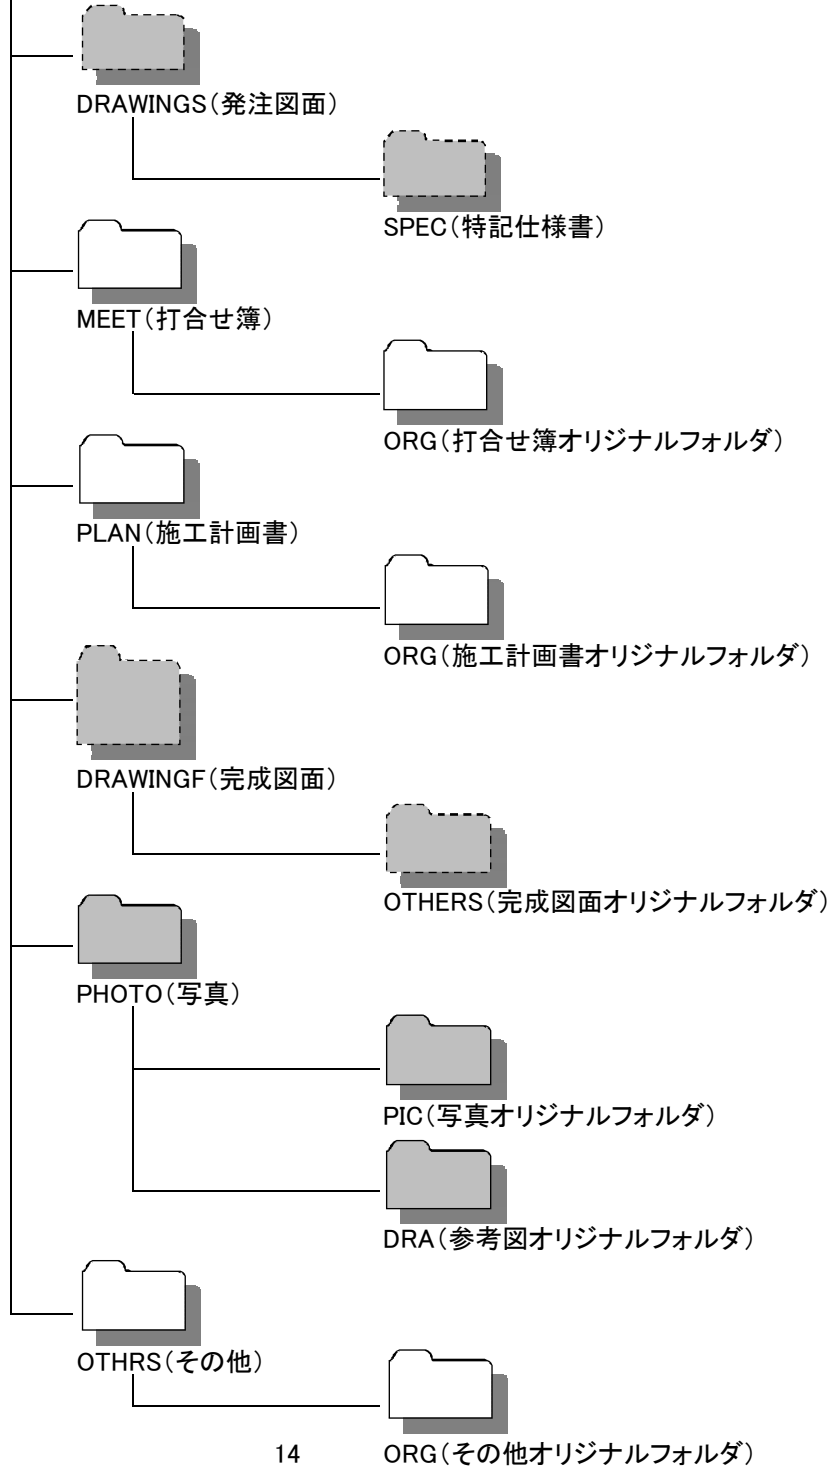 DRAWINGS（発注図面）
SPEC（特記仕様書）
MEET（打合せ簿）
ORG（打合せ簿オリジナルフォルダ）
PLAN（施工計画書）
ORG（施工計画書オリジナルフォルダ）
DRAWINGF（完成図面）
OTHERS（完成図面オリジナルフォルダ）
PHOTO（写真）
PIC（写真オリジナルフォルダ）
DRA（参考図オリジナルフォルダ）
OTHRS（その他）
ORG（その他オリジナルフォルダ）
14